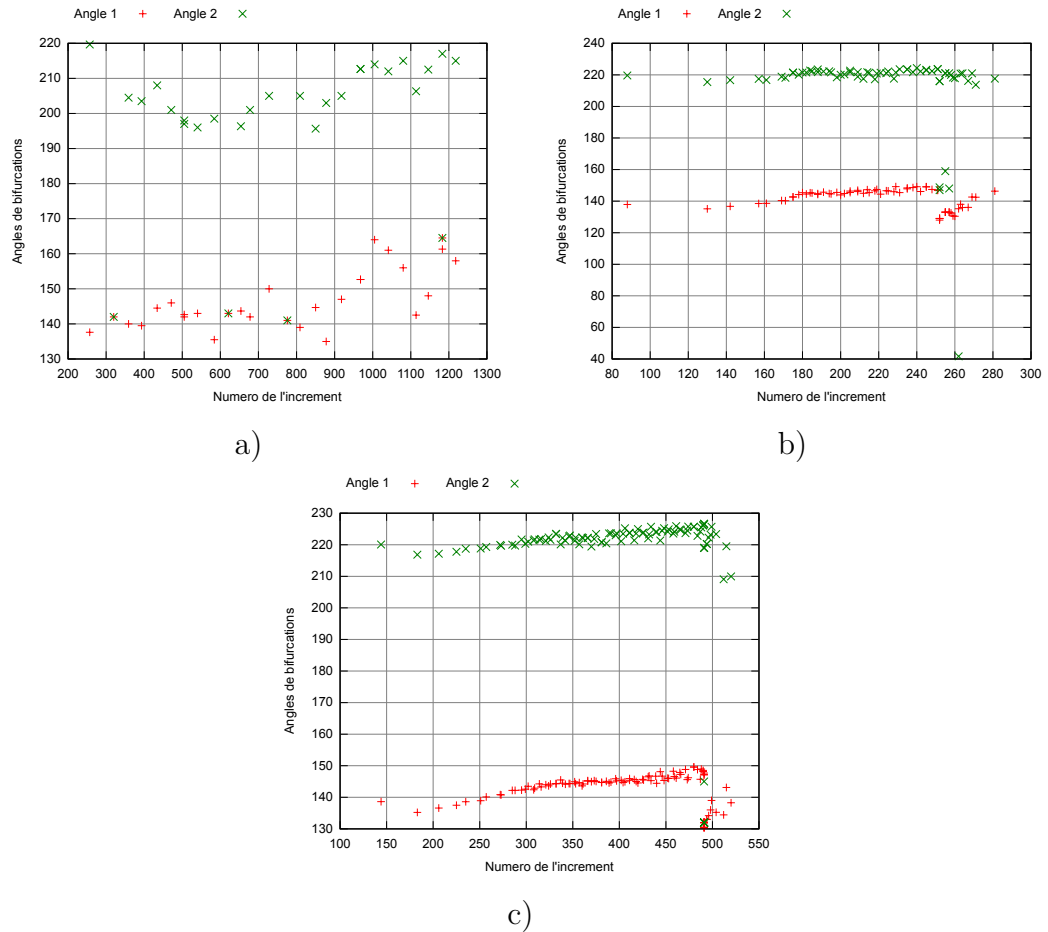 Angle 1 Angle 2
220
210
200
190
180
170
160
150
140
130
200 300 400 500 600 700 800 900 1000 1100 1200 1300
Angles de bifurcations
Numero de l'increment
a)
Angle 1 Angle 2
240
220
200
180
160
140
120
100
80
60
40
80 100 120 140 160 180 200 220 240 260 280 300
Angles de bifurcations
Numero de l'increment
b)
Angle 1 Angle 2
230
220
210
200
190
180
170
160
150
140
130
100 150 200 250 300 350 400 450 500 550
Angles de bifurcations
Numero de l'increment
c)